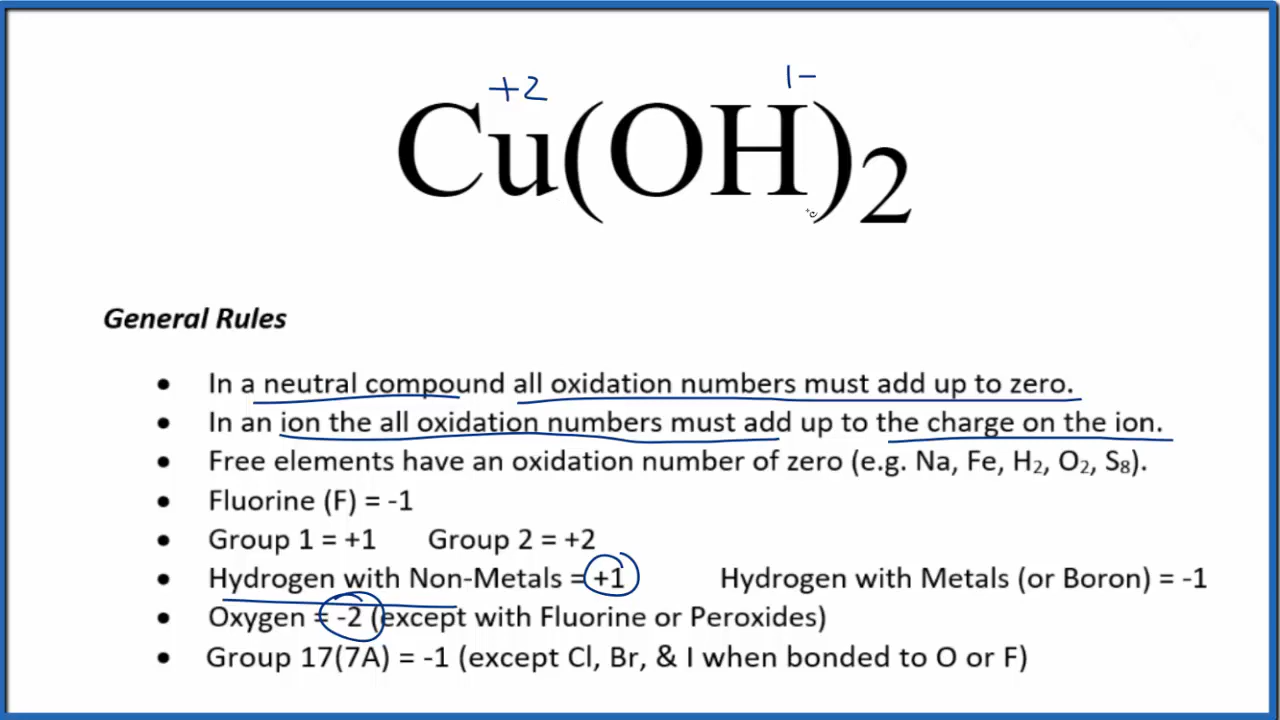 +2 1-
Cu(OH)₂
General Rules
• In a neutral compound all oxidation numbers must add up to zero.
• In an ion the all oxidation numbers must add up to the charge on the ion.
• Free elements have an oxidation number of zero (e.g. Na, Fe, H₂, O₂, S₈).
• Fluorine (F) = -1
• Group 1 = +1 Group 2 = +2
• Hydrogen with Non-Metals = +1 Hydrogen with Metals (or Boron) = -1
• Oxygen = -2 (except with Fluorine or Peroxides)
• Group 17(7A) = -1 (except Cl, Br, & I when bonded to O or F)